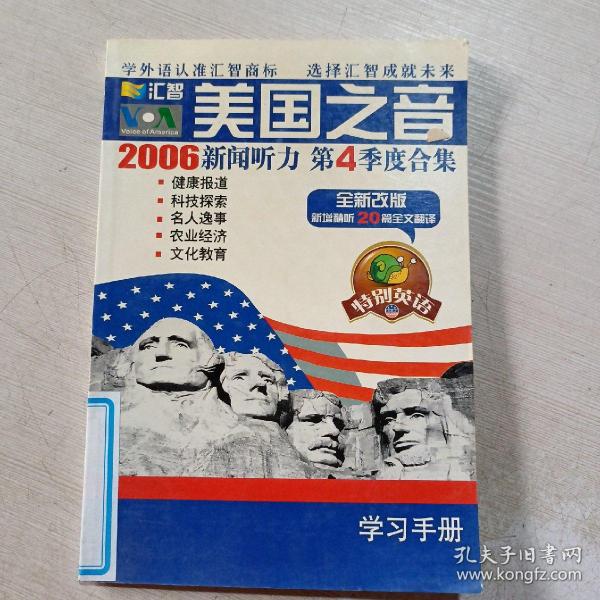 学外语认准汇智商标 选择汇智成就未来
汇智
VOA
Voice of America
美国之音
2006新闻听力 第4季度合集
健康报道
科技探索
名人逸事
农业经济
文化教育
全新改版
新增精听20篇全文翻译
特别英语
学习手册
孔夫子旧书网
www.kongfz.com